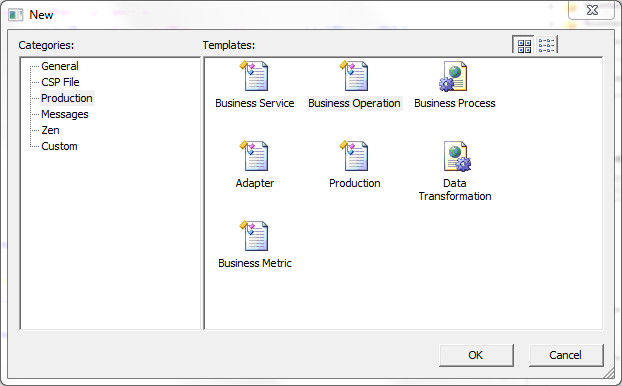 New
Categories:
Templates:
General
CSP File
Production
Messages
Zen
Custom
Business Service
Business Operation
Business Process
Adapter
Production
Data
Transformation
Business Metric
OK
Cancel